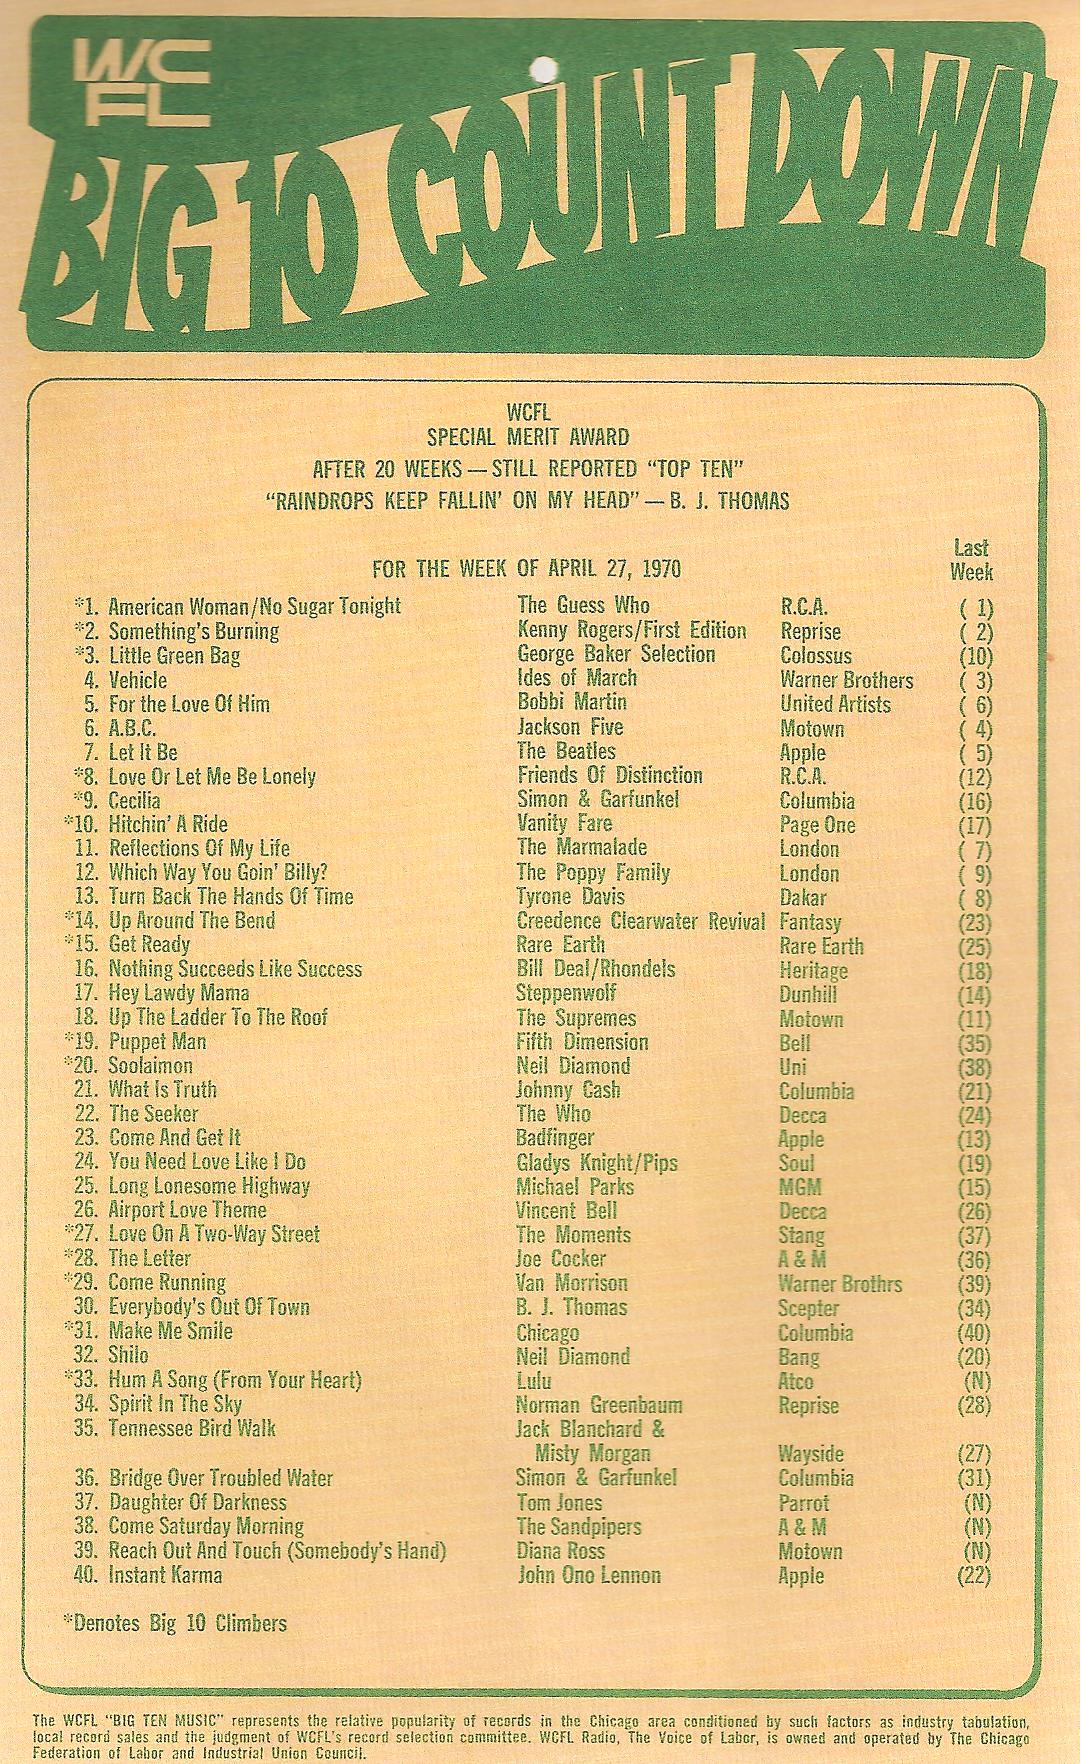 WC
FL
BIG 10 COUNT DOWN
WCFL
SPECIAL MERIT AWARD
AFTER 20 WEEKS — STILL REPORTED "TOP TEN"
"RAINDROPS KEEP FALLIN' ON MY HEAD" — B. J. THOMAS
Last
FOR THE WEEK OF APRIL 27, 1970 Week
*1. American Woman/No Sugar Tonight The Guess Who R.C.A. ( 1)
*2. Something's Burning Kenny Rogers/First Edition Reprise ( 2)
*3. Little Green Bag George Baker Selection Colossus (10)
4. Vehicle Ides of March Warner Brothers ( 3)
5. For the Love Of Him Bobbi Martin United Artists ( 6)
6. A.B.C. Jackson Five Motown ( 4)
7. Let It Be The Beatles Apple ( 5)
*8. Love Or Let Me Be Lonely Friends Of Distinction R.C.A. (12)
*9. Cecilia Simon & Garfunkel Columbia (16)
*10. Hitchin' A Ride Vanity Fare Page One (17)
11. Reflections Of My Life The Marmalade London ( 7)
12. Which Way You Goin' Billy? The Poppy Family London ( 9)
13. Turn Back The Hands Of Time Tyrone Davis Dakar ( 8)
*14. Up Around The Bend Creedence Clearwater Revival Fantasy (23)
*15. Get Ready Rare Earth Rare Earth (25)
16. Nothing Succeeds Like Success Bill Deal/Rhondels Heritage (18)
17. Hey Lawdy Mama Steppenwolf Dunhill (14)
18. Up The Ladder To The Roof The Supremes Motown (11)
*19. Puppet Man Fifth Dimension Bell (35)
*20. Soolaimon Neil Diamond Uni (38)
21. What Is Truth Johnny Cash Columbia (21)
22. The Seeker The Who Decca (24)
23. Come And Get It Badfinger Apple (13)
24. You Need Love Like I Do Gladys Knight/Pips Soul (19)
25. Long Lonesome Highway Michael Parks MGM (15)
26. Airport Love Theme Vincent Bell Decca (26)
*27. Love On A Two-Way Street The Moments Stang (37)
*28. The Letter Joe Cocker A & M (36)
*29. Come Running Van Morrison Warner Brothrs (39)
30. Everybody's Out Of Town B. J. Thomas Scepter (34)
*31. Make Me Smile Chicago Columbia (40)
32. Shilo Neil Diamond Bang (20)
*33. Hum A Song (From Your Heart) Lulu Atco (N)
34. Spirit In The Sky Norman Greenbaum Reprise (28)
35. Tennessee Bird Walk Jack Blanchard &
Misty Morgan Wayside (27)
36. Bridge Over Troubled Water Simon & Garfunkel Columbia (31)
37. Daughter Of Darkness Tom Jones Parrot (N)
38. Come Saturday Morning The Sandpipers A & M (N)
39. Reach Out And Touch (Somebody's Hand) Diana Ross Motown (N)
40. Instant Karma John Ono Lennon Apple (22)
*Denotes Big 10 Climbers
The WCFL "BIG TEN MUSIC" represents the relative popularity of records in the Chicago area conditioned by such factors as industry tabulation,
local record sales and the judgment of WCFL's record selection committee. WCFL Radio, The Voice of Labor, is owned and operated by The Chicago
Federation of Labor and Industrial Union Council.